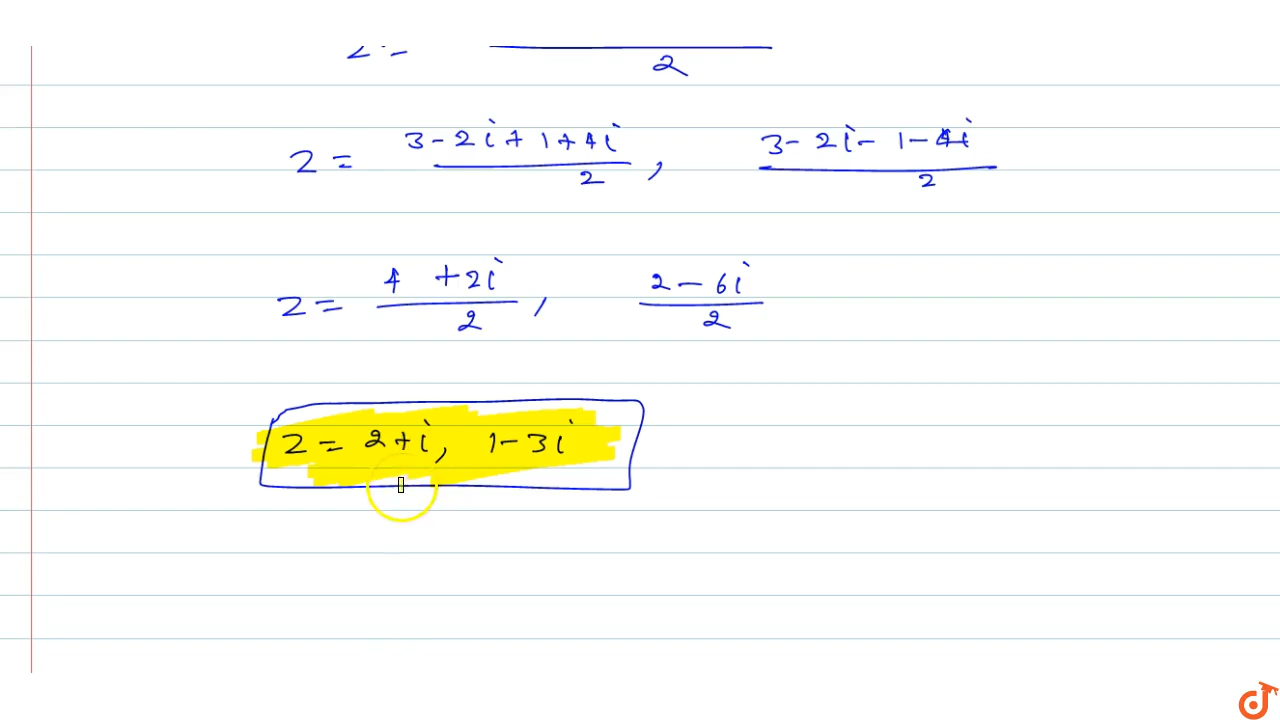 z =
2
z = 3 - 2i + 1 + 4i / 2 , 3 - 2i - 1 - 4i / 2
z = 4 + 2i / 2 , 2 - 6i / 2
z = 2 + i, 1 - 3i